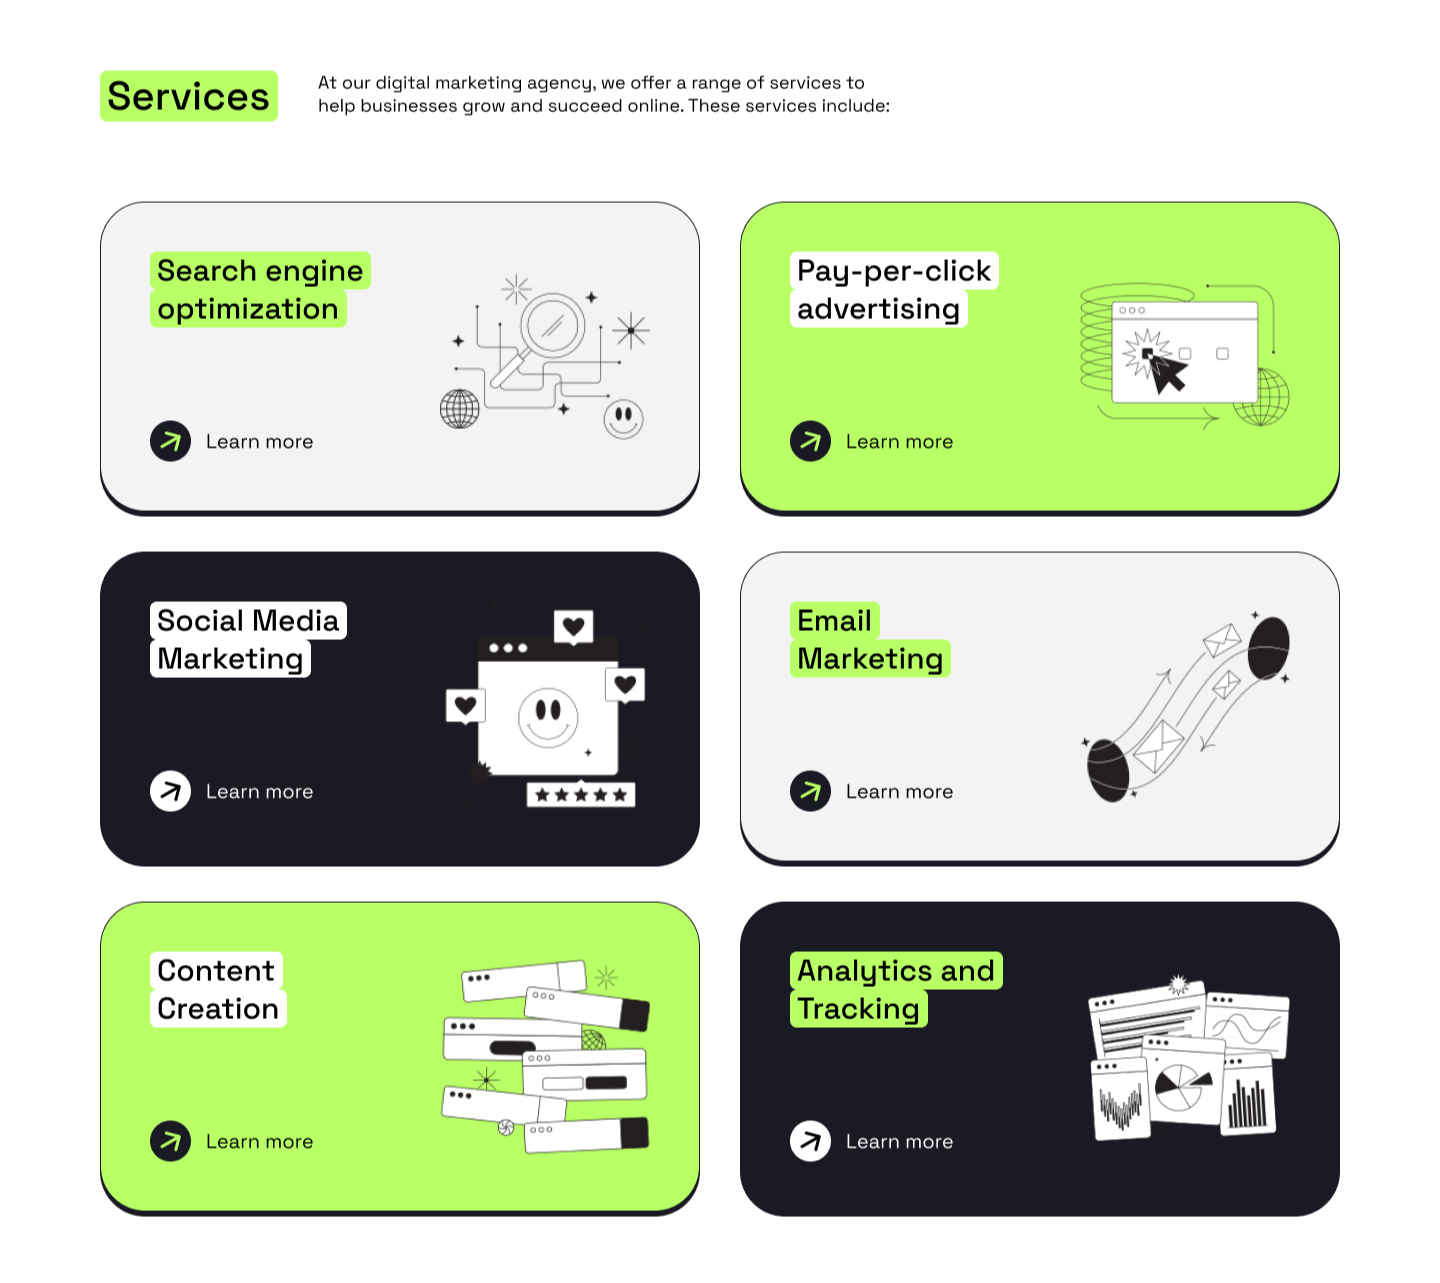 Services
At our digital marketing agency, we offer a range of services to
help businesses grow and succeed online. These services include:
Search engine
optimization
Learn more
Pay-per-click
advertising
Learn more
Social Media
Marketing
Learn more
Email
Marketing
Learn more
Content
Creation
Learn more
Analytics and
Tracking
Learn more